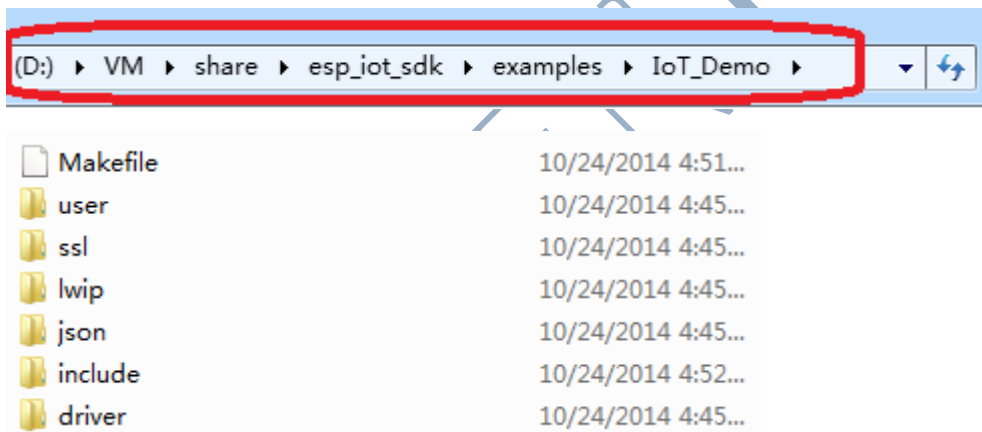 (D:) ▸ VM ▸ share ▸ esp_iot_sdk ▸ examples ▸ IoT_Demo ▸
Makefile 10/24/2014 4:51...
user 10/24/2014 4:45...
ssl 10/24/2014 4:45...
lwip 10/24/2014 4:45...
json 10/24/2014 4:45...
include 10/24/2014 4:52...
driver 10/24/2014 4:45...